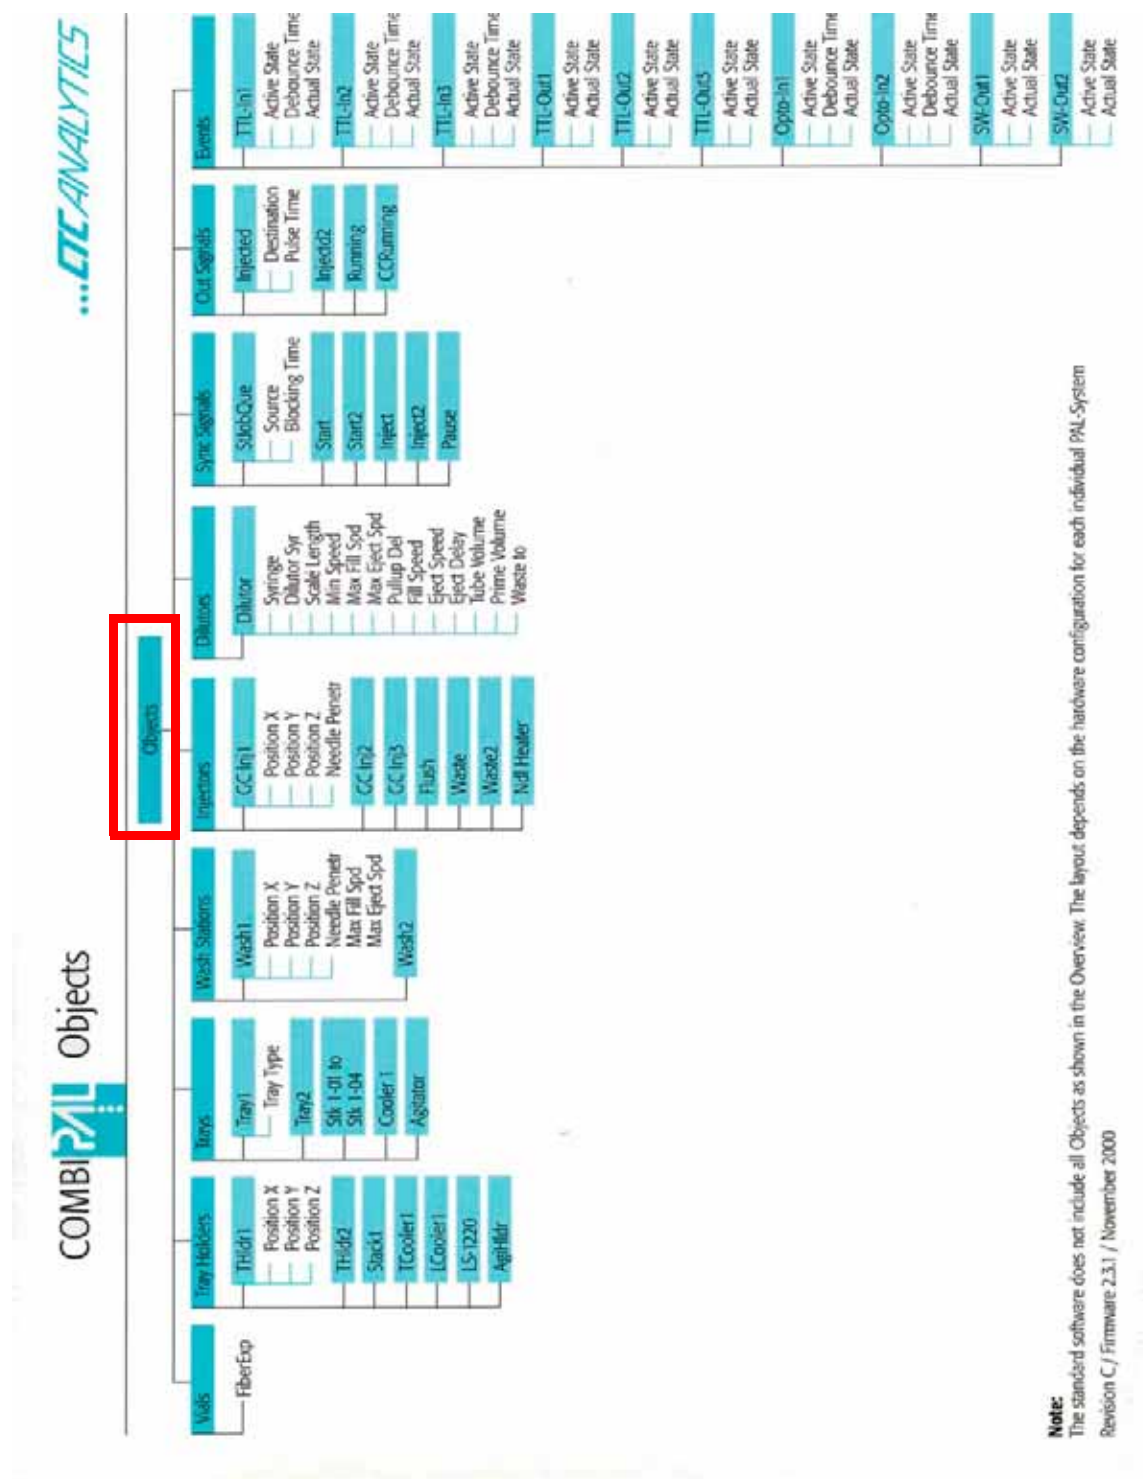 COMBI PAL Objects
...CTC ANALYTICS
Objects
Vials
FiberExp
Tray Holders
THldr1
Position X
Position Y
Position Z
THldr2
Stack1
TCooler1
LCooler1
LS-1220
AgiHldr
Trays
Tray1
Tray Type
Tray2
Stk 1-01 to
Stk 1-04
Cooler 1
Agitator
Wash Stations
Wash1
Position X
Position Y
Position Z
Needle Penetr
Max Fill Spd
Max Eject Spd
Wash2
Injectors
GC Inj1
Position X
Position Y
Position Z
Needle Penetr
GC Inj2
GC Inj3
Flush
Waste
Waste2
Ndl Heater
Dilutors
Dilutor
Syringe
Dilutor Syr
Scale Length
Min Speed
Max Fill Spd
Max Eject Spd
Pullup Del
Fill Speed
Eject Speed
Eject Delay
Tube Volume
Prime Volume
Waste to
Sync Signals
SJobQue
Source
Blocking Time
Start
Start2
Inject
Inject2
Pause
Out Signals
Injected
Destination
Pulse Time
Injectd2
Running
CCRunning
Events
TTL-In1
Active State
Debounce Time
Actual State
TTL-In2
Active State
Debounce Time
Actual State
TTL-In3
Active State
Debounce Time
Actual State
TTL-Out1
Active State
Actual State
TTL-Out2
Active State
Actual State
TTL-Out3
Active State
Actual State
Opto-In1
Active State
Debounce Time
Actual State
Opto-In2
Active State
Debounce Time
Actual State
SW-Out1
Active State
Actual State
SW-Out2
Active State
Actual State
Note:
The standard software does not include all Objects as shown in the Overview. The layout depends on the hardware configuration for each individual PAL-System
Revision C / Firmware 2.3.1 / November 2000